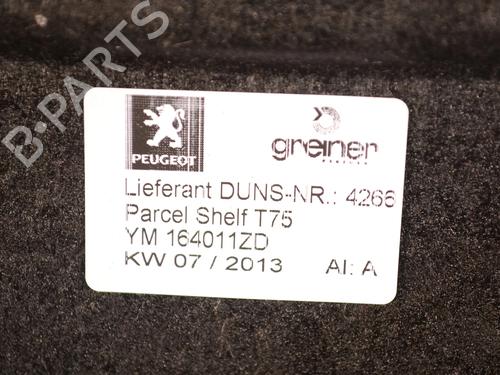 B-PARTS
PEUGEOT
greiner
Lieferant DUNS-NR.: 4266
Parcel Shelf T75
YM 164011ZD
KW 07 / 2013 AI: A